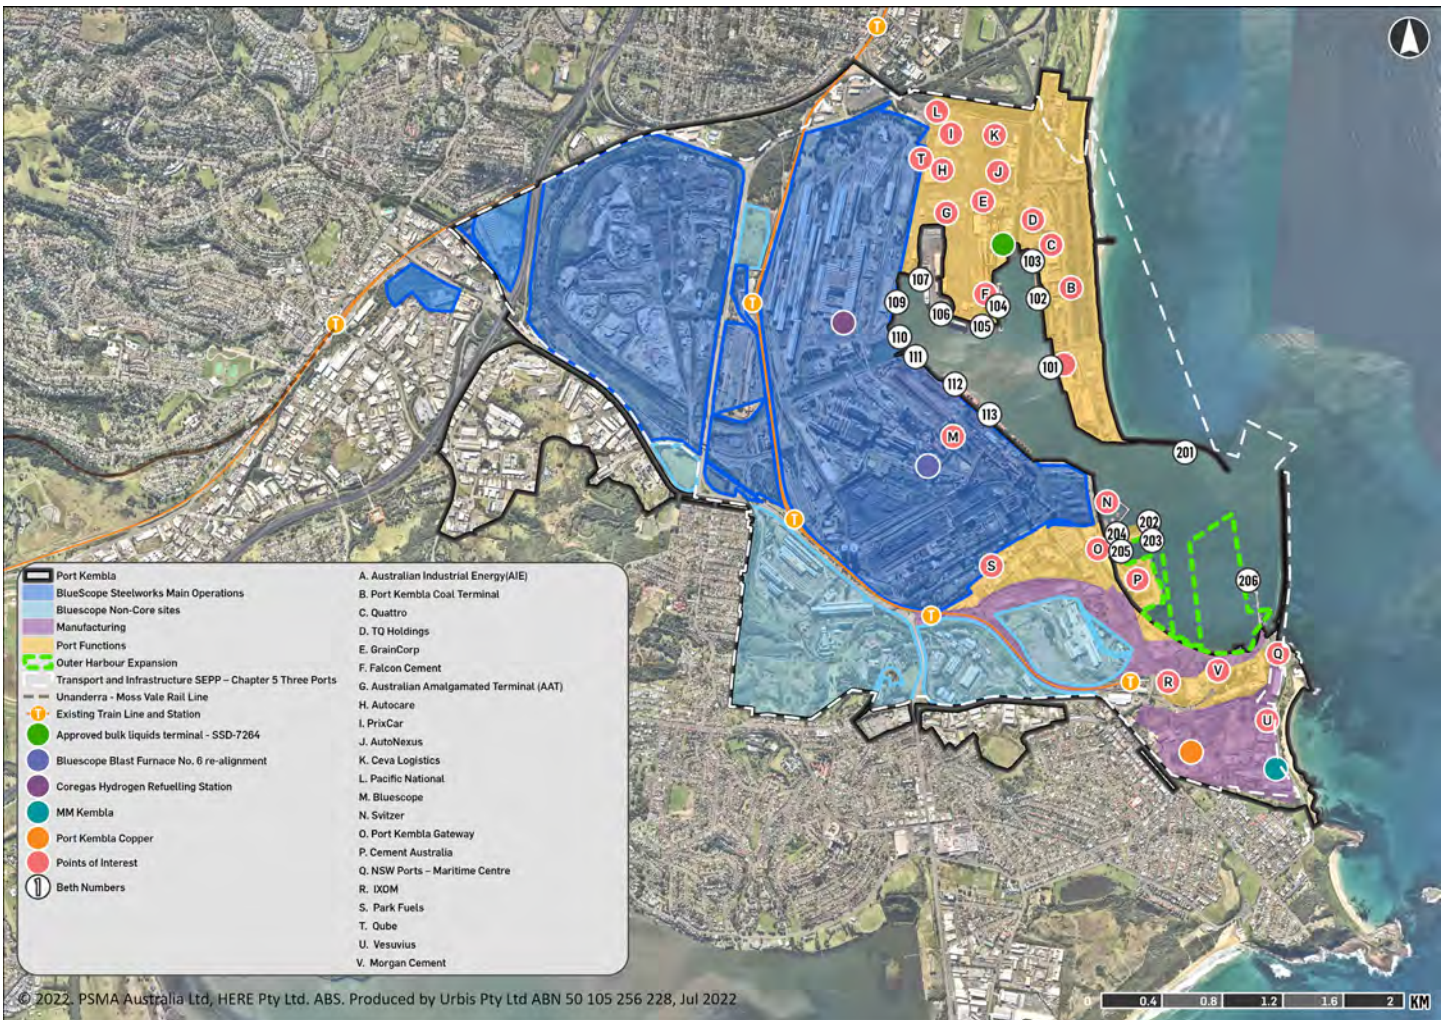 T
L
I
K
T
H
J
E
G
D
C
103
107
B
F
104
102
109
106
T
105
T
110
111
101
112
113
M
201
N
T
202
204
203
O
205
S
P
206
T
Q
V
R
T
U
Port Kembla
BlueScope Steelworks Main Operations
Bluescope Non-Core sites
Manufacturing
Port Functions
Outer Harbour Expansion
Transport and Infrastructure SEPP – Chapter 5 Three Ports
Unanderra - Moss Vale Rail Line
T Existing Train Line and Station
Approved bulk liquids terminal - SSD-7264
Bluescope Blast Furnace No. 6 re-alignment
Coregas Hydrogen Refuelling Station
MM Kembla
Port Kembla Copper
Points of Interest
1 Beth Numbers
A. Australian Industrial Energy(AIE)
B. Port Kembla Coal Terminal
C. Quattro
D. TQ Holdings
E. GrainCorp
F. Falcon Cement
G. Australian Amalgamated Terminal (AAT)
H. Autocare
I. PrixCar
J. AutoNexus
K. Ceva Logistics
L. Pacific National
M. Bluescope
N. Svitzer
O. Port Kembla Gateway
P. Cement Australia
Q. NSW Ports – Maritime Centre
R. IXOM
S. Park Fuels
T. Qube
U. Vesuvius
V. Morgan Cement
© 2022. PSMA Australia Ltd, HERE Pty Ltd. ABS. Produced by Urbis Pty Ltd ABN 50 105 256 228, Jul 2022
0 0.4 0.8 1.2 1.6 2 KM